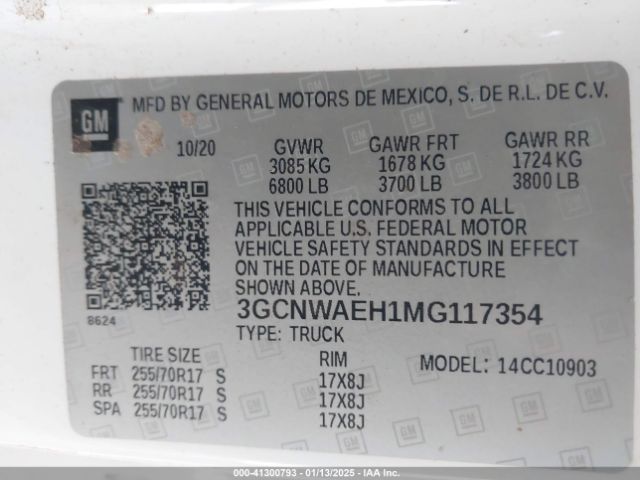 GM MFD BY GENERAL MOTORS DE MEXICO, S. DE R.L. DE C.V.
10/20 GVWR GAWR FRT GAWR RR
3085 KG 1678 KG 1724 KG
6800 LB 3700 LB 3800 LB
THIS VEHICLE CONFORMS TO ALL
APPLICABLE U.S. FEDERAL MOTOR
VEHICLE SAFETY STANDARDS IN EFFECT
ON THE DATE OF MANUFACTURE
SHOWN ABOVE.
8624
3GCNWAEH1MG117354
TYPE: TRUCK
TIRE SIZE RIM MODEL: 14CC10903
FRT 255/70R17 S 17X8J
RR 255/70R17 S 17X8J
SPA 255/70R17 S 17X8J
000-41300793 - 01/13/2025 - IAA Inc.